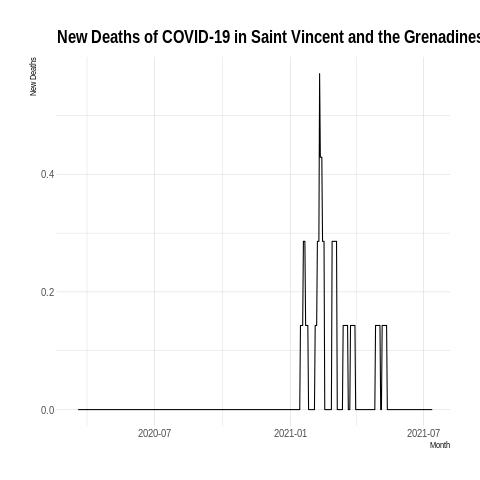 New Deaths of COVID-19 in Saint Vincent and the Grenadines
New Deaths
0.4
0.2
0.0
2020-07
2021-01
2021-07
Month